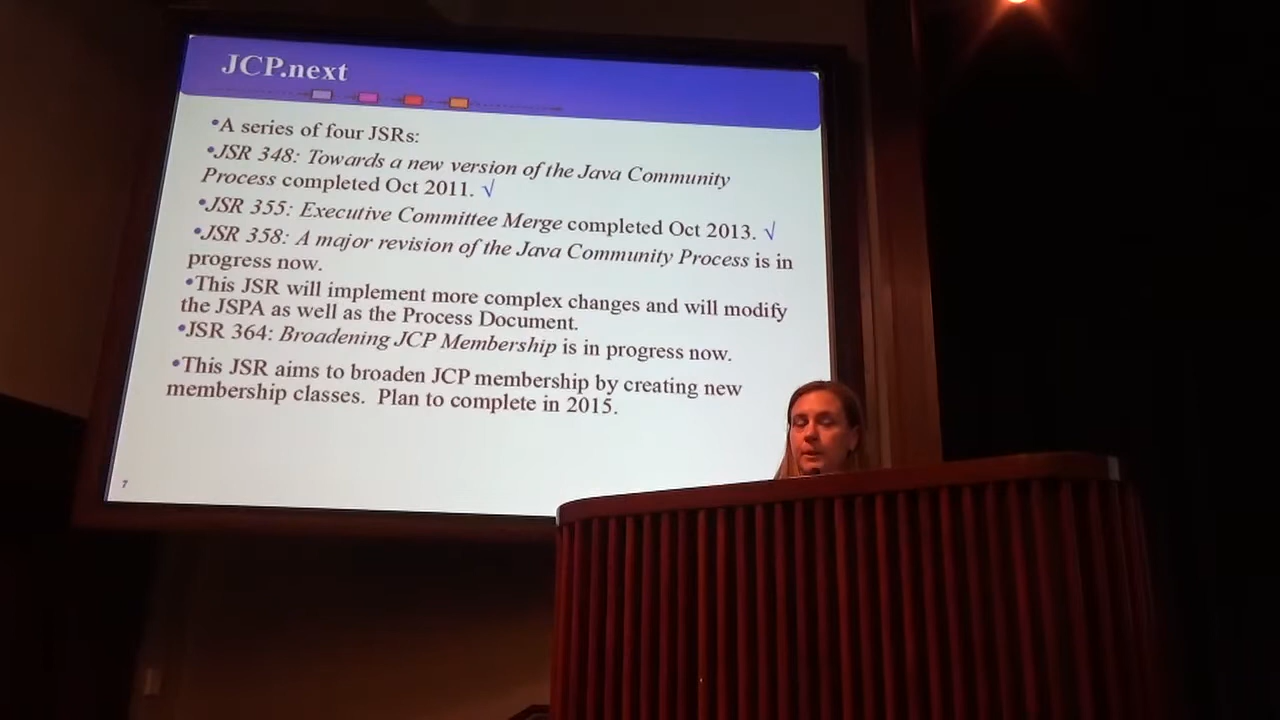 JCP.next
•A series of four JSRs:
•JSR 348: Towards a new version of the Java Community
Process completed Oct 2011. √
•JSR 355: Executive Committee Merge completed Oct 2013. √
•JSR 358: A major revision of the Java Community Process is in
progress now.
•This JSR will implement more complex changes and will modify
the JSPA as well as the Process Document.
•JSR 364: Broadening JCP Membership is in progress now.
•This JSR aims to broaden JCP membership by creating new
membership classes. Plan to complete in 2015.
7